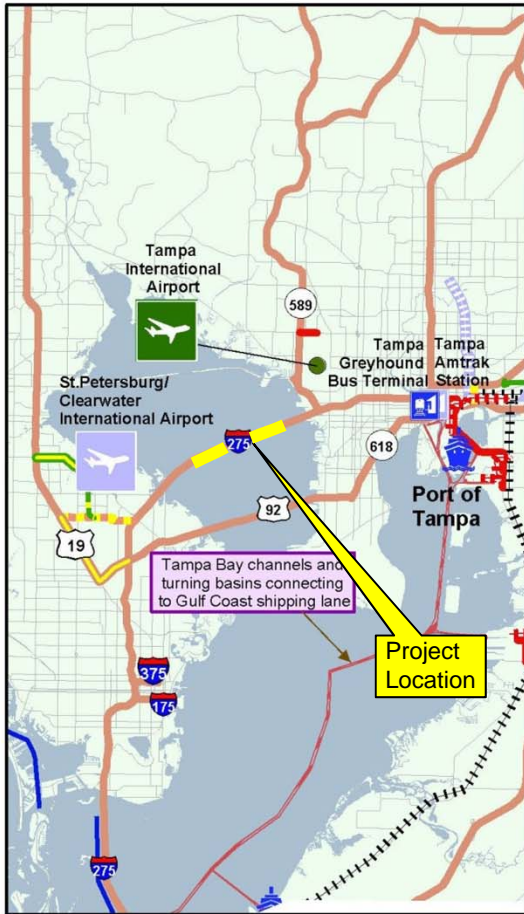 Tampa
International
Airport
589
Tampa
Greyhound
Bus Terminal
Tampa
Amtrak
Station
St.Petersburg/
Clearwater
International Airport
275
618
Port of
Tampa
92
19
Tampa Bay channels and
turning basins connecting
to Gulf Coast shipping lane
Project
Location
375
175
275